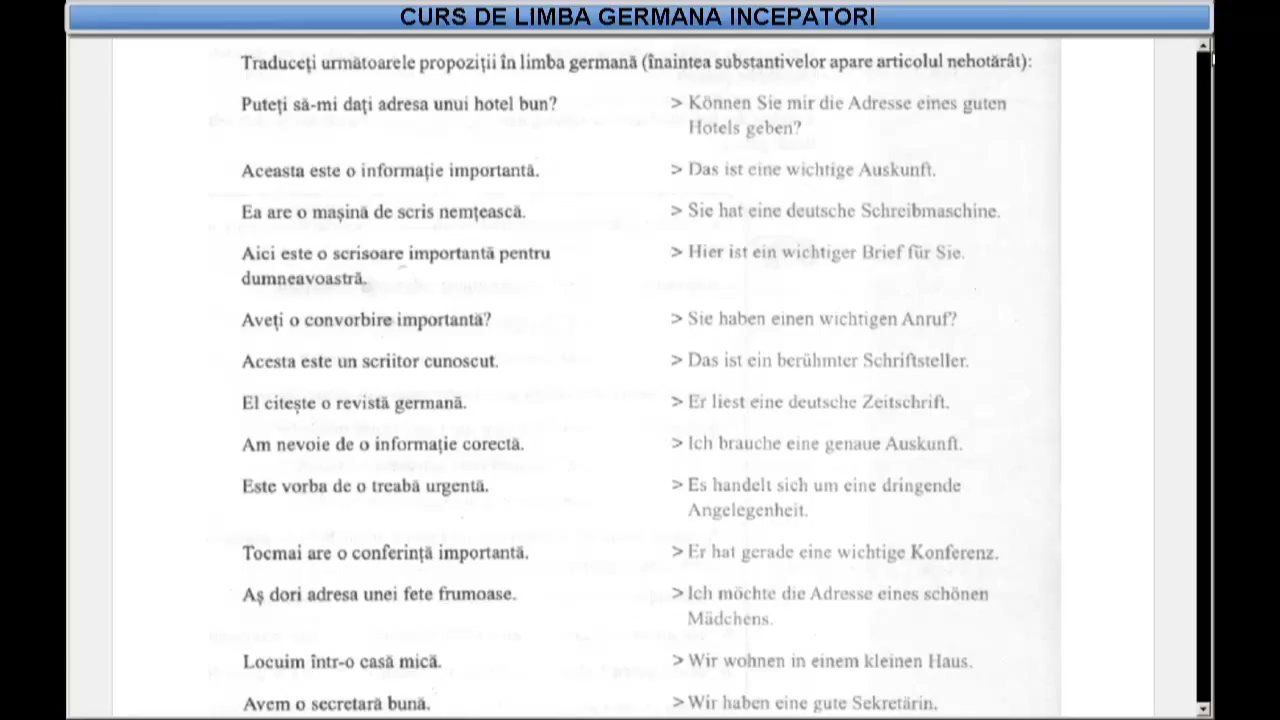 CURS DE LIMBA GERMANA INCEPATORI
Traduceți următoarele propoziții în limba germană (înaintea substantivelor apare articolul nehotărât):
Puteți să-mi dați adresa unui hotel bun? > Können Sie mir die Adresse eines guten
Hotels geben?
Aceasta este o informație importantă. > Das ist eine wichtige Auskunft.
Ea are o mașină de scris nemțească. > Sie hat eine deutsche Schreibmaschine.
Aici este o scrisoare importantă pentru > Hier ist ein wichtiger Brief für Sie.
dumneavoastră.
Aveți o convorbire importantă? > Sie haben einen wichtigen Anruf?
Acesta este un scriitor cunoscut. > Das ist ein berühmter Schriftsteller.
El citește o revistă germană. > Er liest eine deutsche Zeitschrift.
Am nevoie de o informație corectă. > Ich brauche eine genaue Auskunft.
Este vorba de o treabă urgentă. > Es handelt sich um eine dringende
Angelegenheit.
Tocmai are o conferință importantă. > Er hat gerade eine wichtige Konferenz.
Aș dori adresa unei fete frumoase. > Ich möchte die Adresse eines schönen
Mädchens.
Locuim într-o casă mică. > Wir wohnen in einem kleinen Haus.
Avem o secretară bună. > Wir haben eine gute Sekretärin.